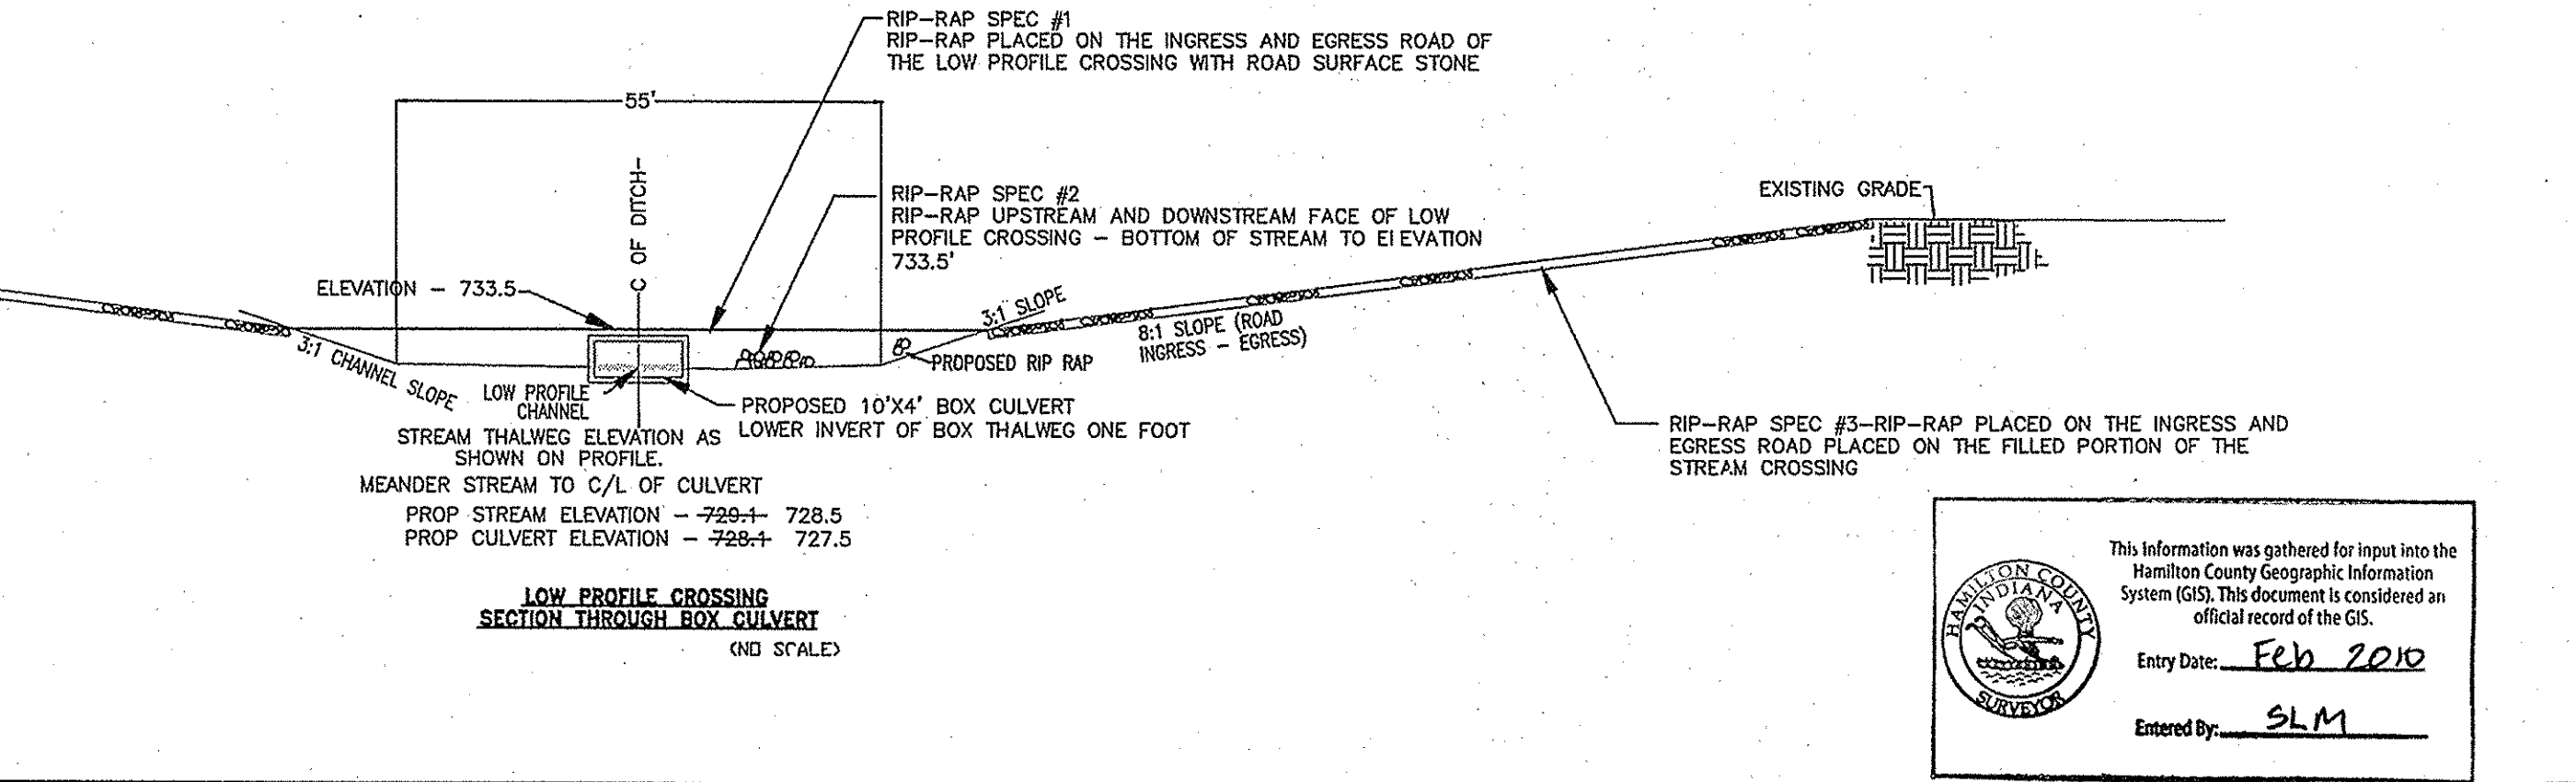 RIP-RAP SPEC #1
RIP-RAP PLACED ON THE INGRESS AND EGRESS ROAD OF
THE LOW PROFILE CROSSING WITH ROAD SURFACE STONE
55'
C OF DITCH
RIP-RAP SPEC #2
RIP-RAP UPSTREAM AND DOWNSTREAM FACE OF LOW
PROFILE CROSSING - BOTTOM OF STREAM TO ElEVATION
733.5'
EXISTING GRADE
ELEVATION - 733.5
3:1 SLOPE
8:1 SLOPE (ROAD
INGRESS - EGRESS)
3:1 CHANNEL SLOPE
PROPOSED RIP RAP
LOW PROFILE
CHANNEL
PROPOSED 10'X4' BOX CULVERT
LOWER INVERT OF BOX THALWEG ONE FOOT
STREAM THALWEG ELEVATION AS
SHOWN ON PROFILE.
MEANDER STREAM TO C/L OF CULVERT
PROP STREAM ELEVATION - 729.1 728.5
PROP CULVERT ELEVATION - 728.1 727.5
RIP-RAP SPEC #3-RIP-RAP PLACED ON THE INGRESS AND
EGRESS ROAD PLACED ON THE FILLED PORTION OF THE
STREAM CROSSING
LOW PROFILE CROSSING
SECTION THROUGH BOX CULVERT
(NO SCALE)
HAMILTON COUNTY
INDIANA
SURVEYOR
This Information was gathered for input into the
Hamilton County Geographic Information
System (GIS). This document is considered an
official record of the GIS.
Entry Date: Feb 2010
Entered By: SLM